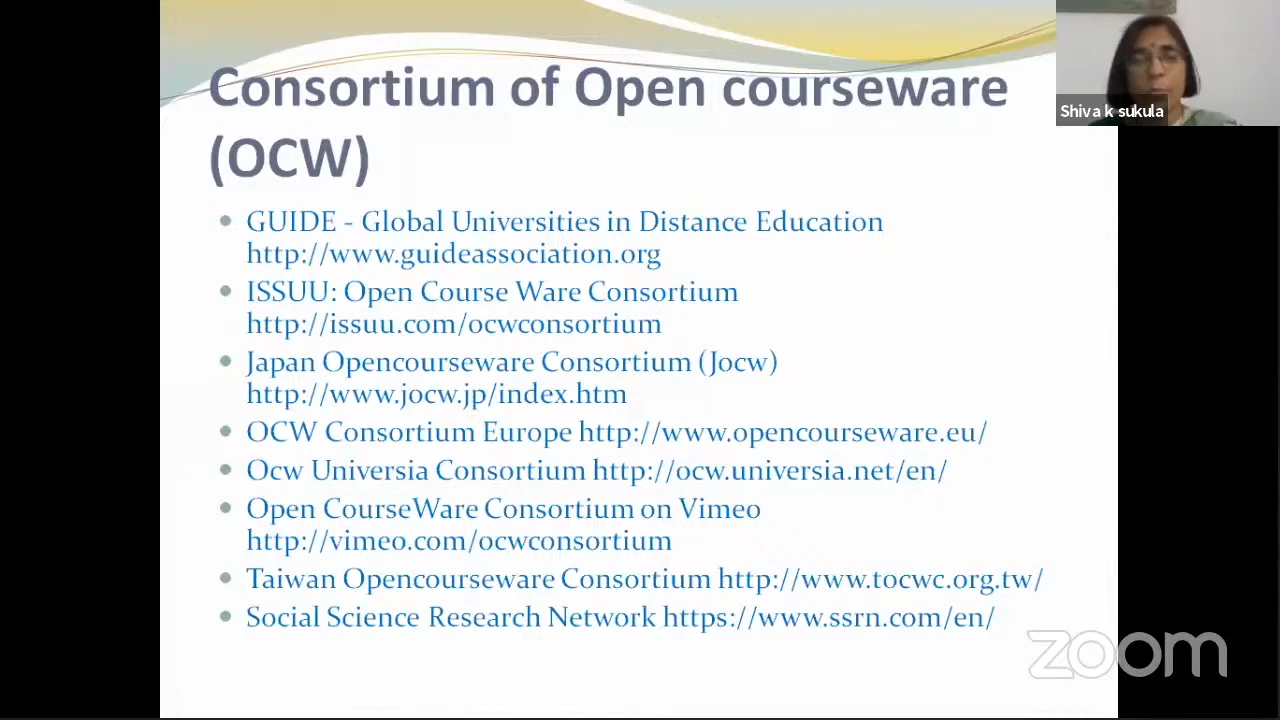 Consortium of Open courseware
(OCW)
Shiva k sukula
GUIDE - Global Universities in Distance Education
http://www.guideassociation.org
ISSUU: Open Course Ware Consortium
http://issuu.com/ocwconsortium
Japan Opencourseware Consortium (Jocw)
http://www.jocw.jp/index.htm
OCW Consortium Europe http://www.opencourseware.eu/
Ocw Universia Consortium http://ocw.universia.net/en/
Open CourseWare Consortium on Vimeo
http://vimeo.com/ocwconsortium
Taiwan Opencourseware Consortium http://www.tocwc.org.tw/
Social Science Research Network https://www.ssrn.com/en/
zoom